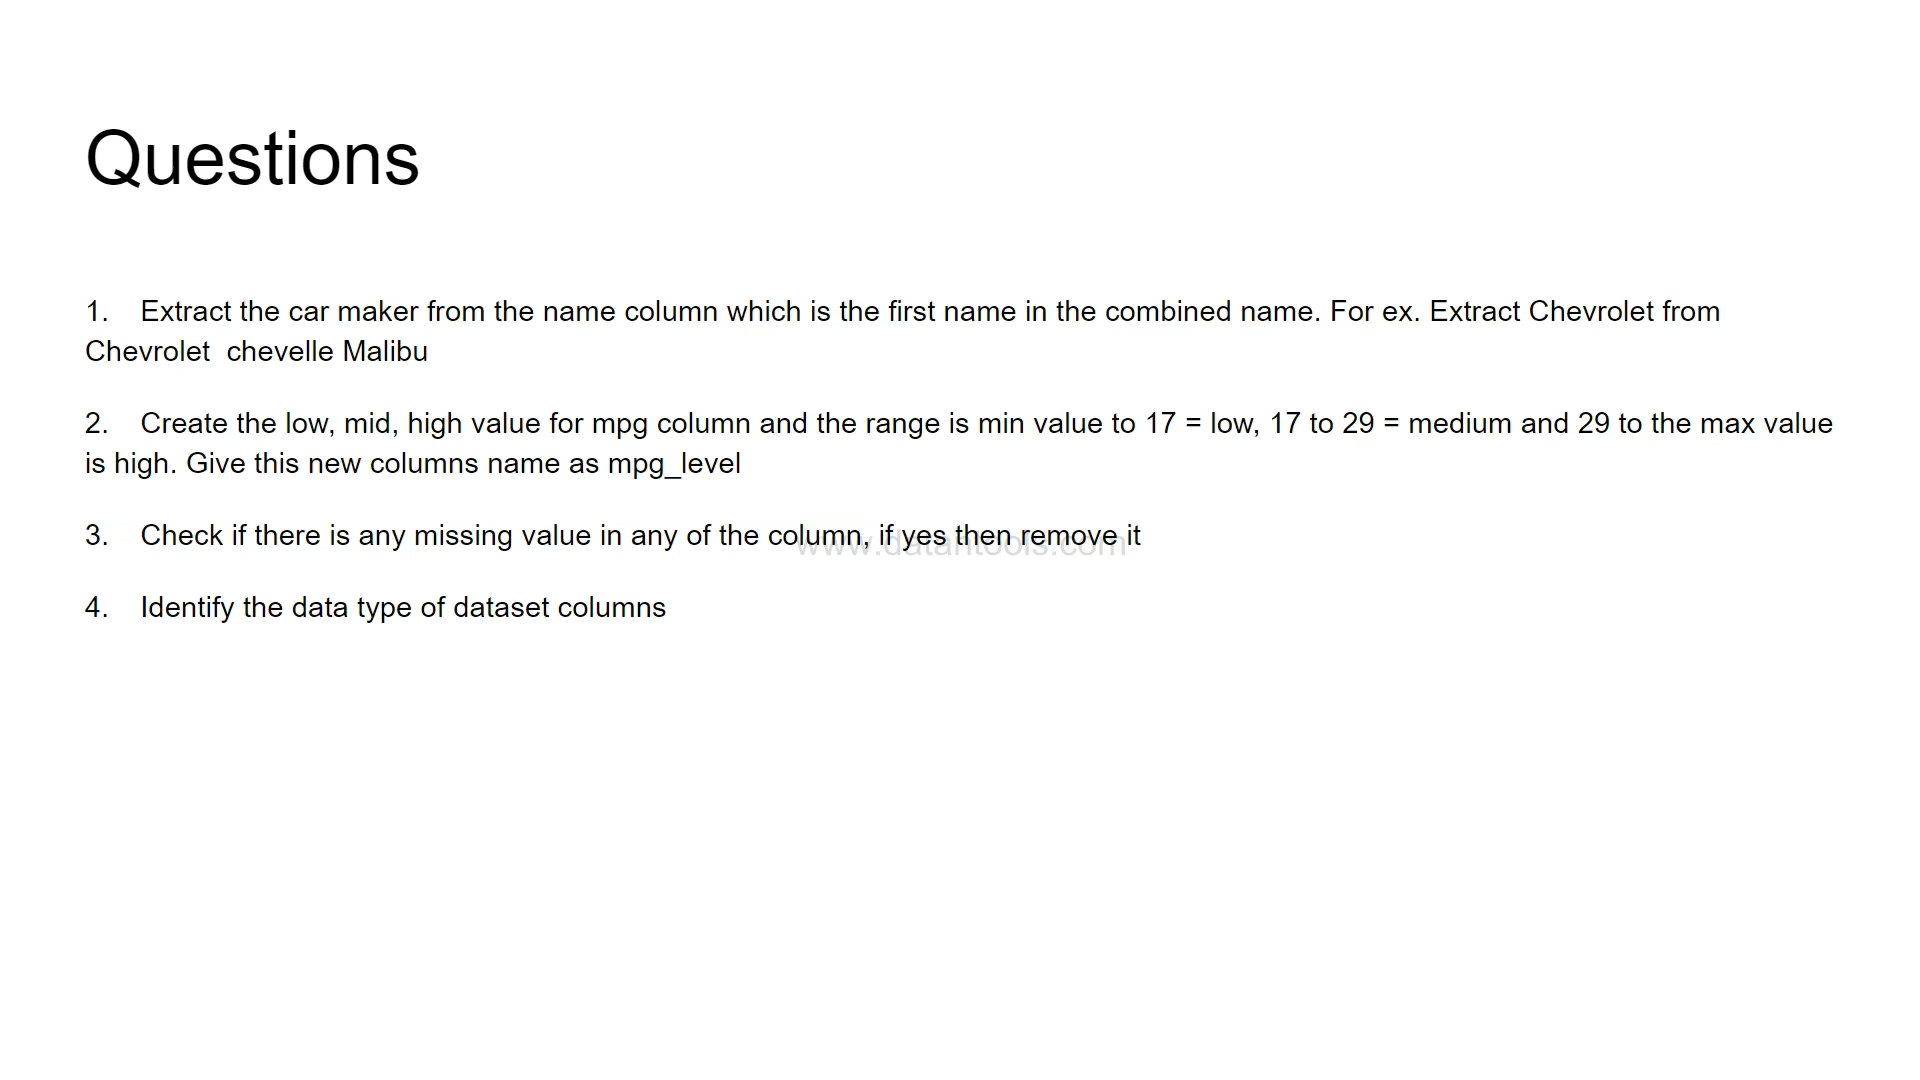 Questions
1. Extract the car maker from the name column which is the first name in the combined name. For ex. Extract Chevrolet from
Chevrolet  chevelle Malibu
2. Create the low, mid, high value for mpg column and the range is min value to 17 = low, 17 to 29 = medium and 29 to the max value
is high. Give this new columns name as mpg_level
3. Check if there is any missing value in any of the column, if yes then remove it
www.datantools.com
4. Identify the data type of dataset columns